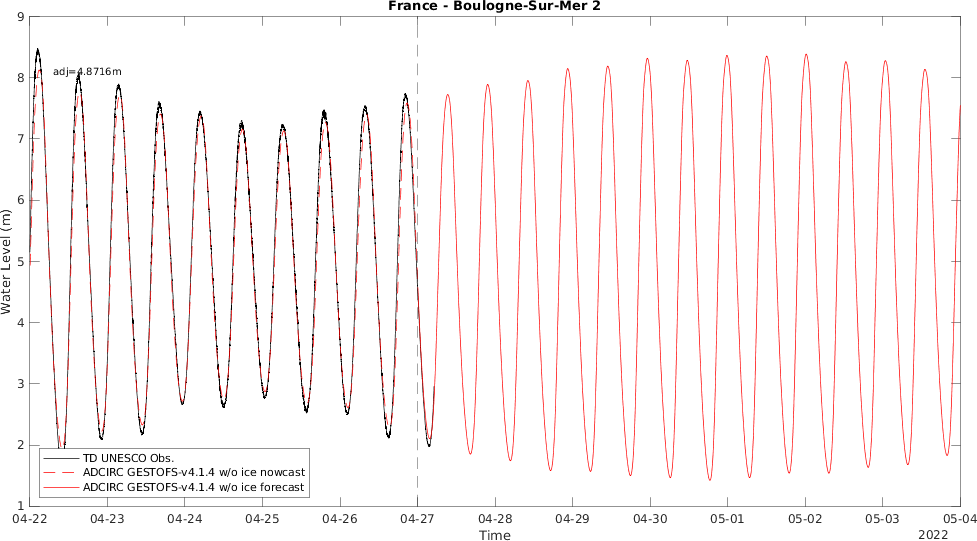 France - Boulogne-Sur-Mer 2
9
8
7
6
5
4
3
2
1
Water Level (m)
adj=4.8716m
TD UNESCO Obs.
ADCIRC GESTOFS-v4.1.4 w/o ice nowcast
ADCIRC GESTOFS-v4.1.4 w/o ice forecast
04-22 04-23 04-24 04-25 04-26 04-27 04-28 04-29 04-30 05-01 05-02 05-03 05-04
Time
2022